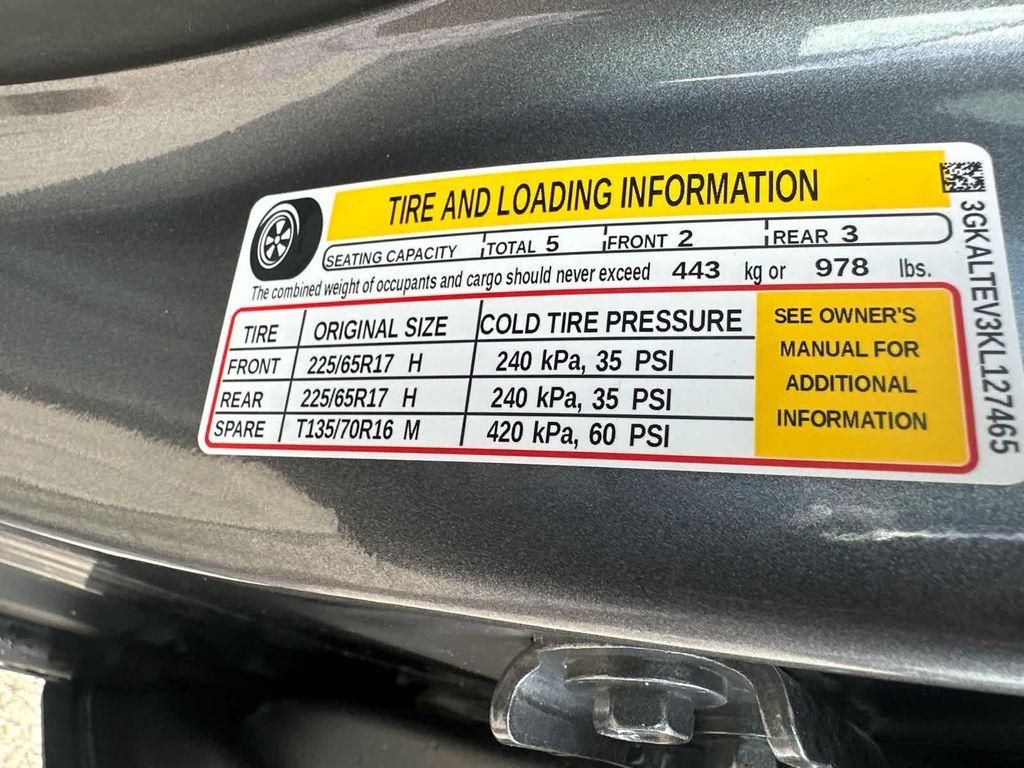 TIRE AND LOADING INFORMATION
SEATING CAPACITY TOTAL 5 FRONT 2 REAR 3
The combined weight of occupants and cargo should never exceed 443 kg or 978 lbs.
TIRE ORIGINAL SIZE COLD TIRE PRESSURE
FRONT 225/65R17 H 240 kPa, 35 PSI
REAR 225/65R17 H 240 kPa, 35 PSI
SPARE T135/70R16 M 420 kPa, 60 PSI
SEE OWNER'S
MANUAL FOR
ADDITIONAL
INFORMATION
3GKALTEV3KL127465